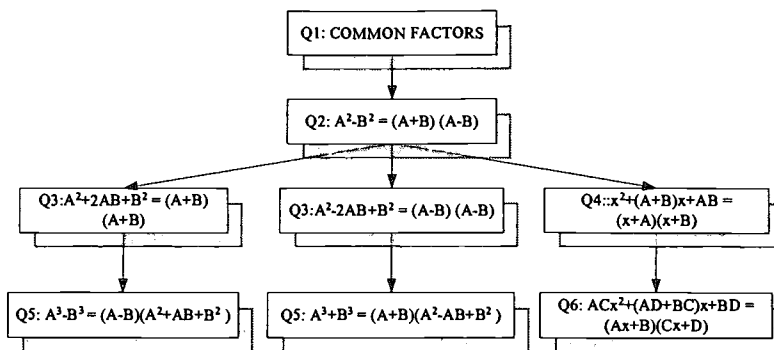 Q1: COMMON FACTORS
Q2: A²-B² = (A+B) (A-B)
Q3:A²+2AB+B² = (A+B)
(A+B)
Q3:A²-2AB+B² = (A-B) (A-B)
Q4::x²+(A+B)x+AB =
(x+A)(x+B)
Q5: A³-B³ = (A-B)(A²+AB+B² )
Q5: A³+B³ = (A+B)(A²-AB+B² )
Q6: ACx²+(AD+BC)x+BD =
(Ax+B)(Cx+D)